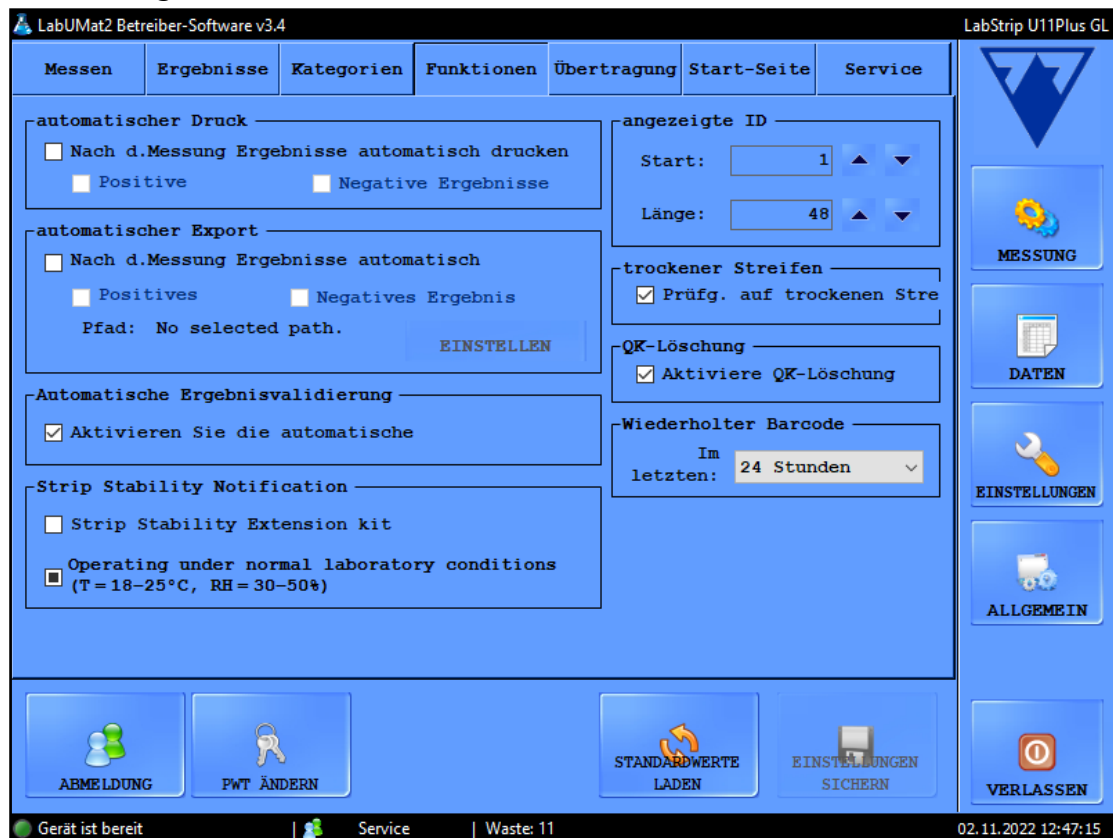 LabUMat2 Betreiber-Software v3.4
LabStrip U11Plus GL
Messen
Ergebnisse
Kategorien
Funktionen
Übertragung
Start-Seite
Service
automatischer Druck
Nach d.Messung Ergebnisse automatisch drucken
Positive
Negative Ergebnisse
automatischer Export
Nach d.Messung Ergebnisse automatisch
Positives
Negatives Ergebnis
Pfad: No selected path.
EINSTELLEN
Automatische Ergebnisvalidierung
Aktivieren Sie die automatische
Strip Stability Notification
Strip Stability Extension kit
Operating under normal laboratory conditions
(T = 18–25°C, RH = 30–50%)
angezeigte ID
Start: 1
Länge: 48
trockener Streifen
Prüfg. auf trockenen Stre
QK-Löschung
Aktiviere QK-Löschung
Wiederholter Barcode
Im
letzten:
24 Stunden
MESSUNG
DATEN
EINSTELLUNGEN
ALLGEMEIN
VERLASSEN
ABMELDUNG
PWT ÄNDERN
STANDARDWERTE
LADEN
EINSTELLUNGEN
SICHERN
Gerät ist bereit
Service
Waste: 11
02.11.2022 12:47:15